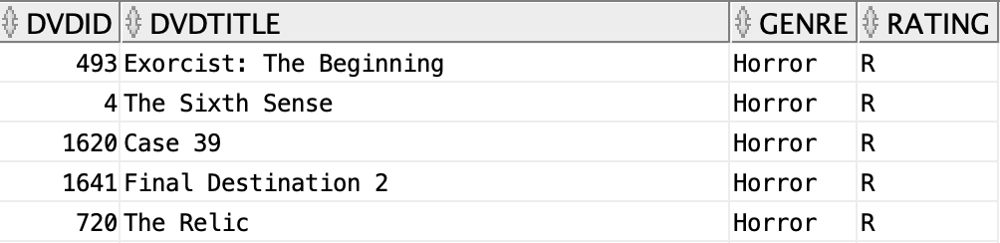 DVDID DVDTITLE GENRE RATING
493 Exorcist: The Beginning Horror R
4 The Sixth Sense Horror R
1620 Case 39 Horror R
1641 Final Destination 2 Horror R
720 The Relic Horror R